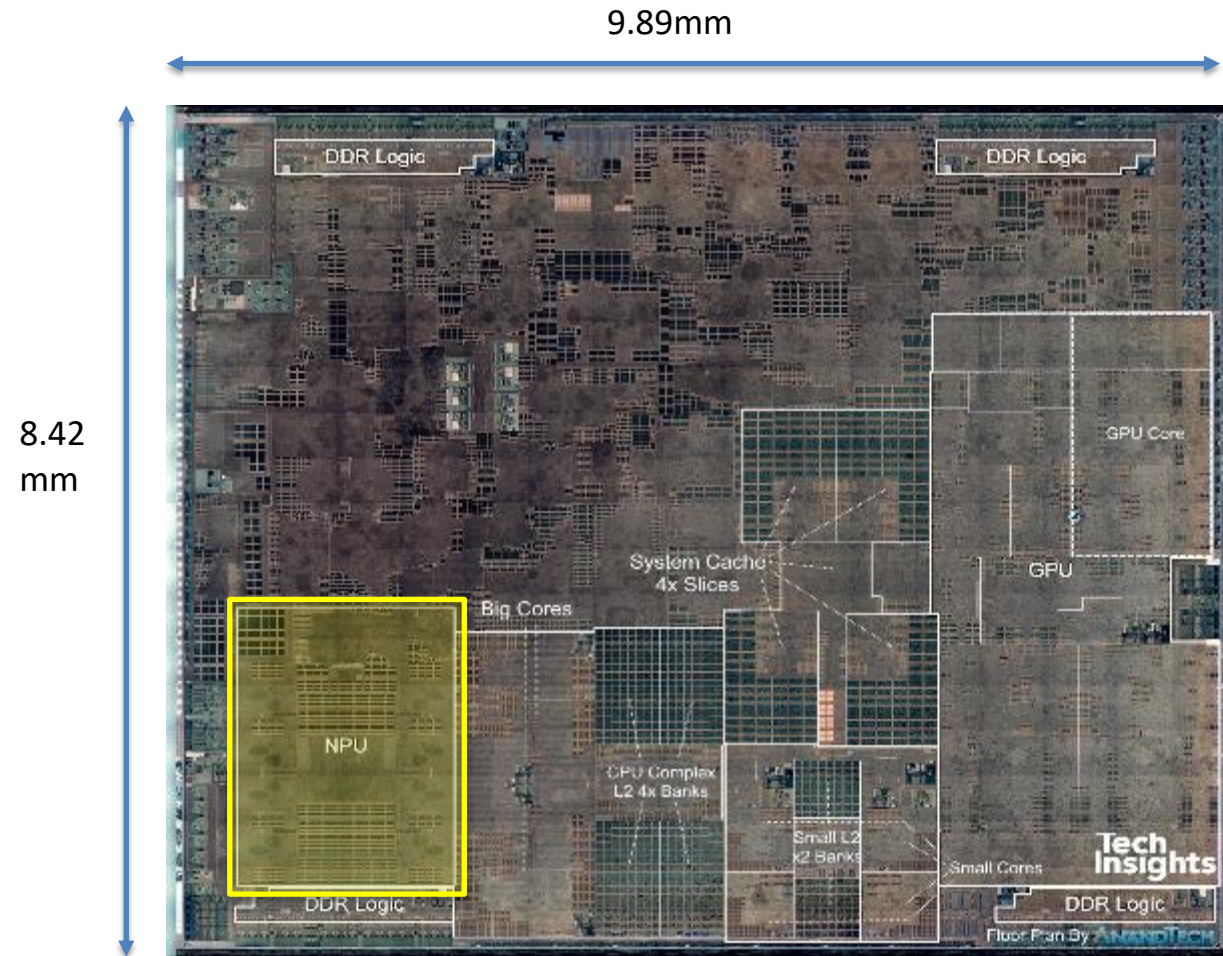 9.89mm
DDR Logic
DDR Logic
8.42
mm
GPU Core
System Cache
4x Slices
GPU
Big Cores
NPU
CPU Complex
L2 4x Banks
Small L2
x2 Banks
Small Cores
Tech
Insights
DDR Logic
DDR Logic
Floor Plan By ANANDTECH